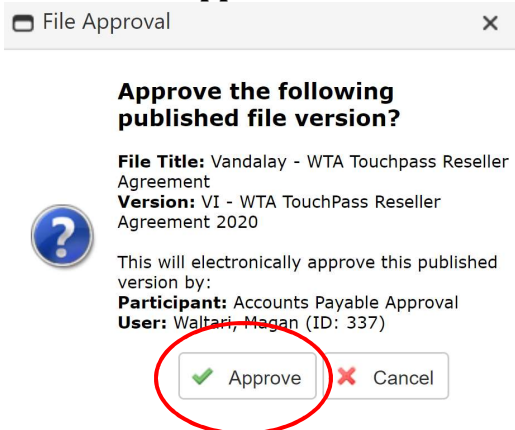 File Approval
Approve the following
published file version?
File Title: Vandalay - WTA Touchpass Reseller
Agreement
Version: VI - WTA TouchPass Reseller
Agreement 2020
This will electronically approve this published
version by:
Participant: Accounts Payable Approval
User: Waltari, Magan (ID: 337)
Approve Cancel